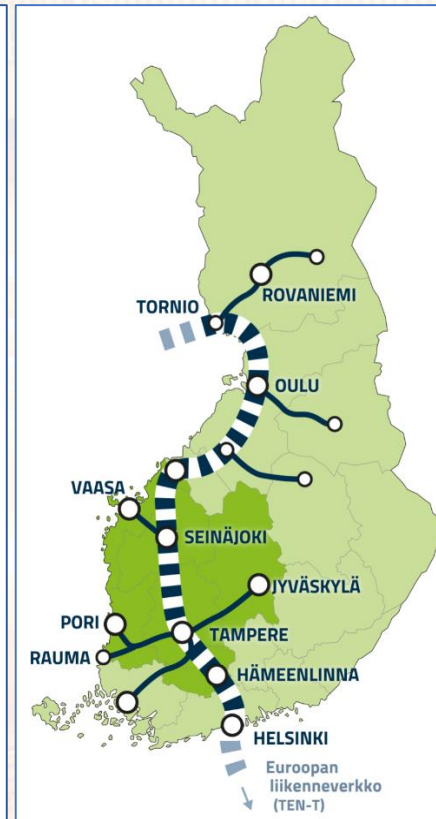 ROVANIEMI
TORNIO
OULU
VAASA
SEINÄJOKI
JYVÄSKYLÄ
PORI
TAMPERE
RAUMA
HÄMEENLINNA
HELSINKI
Euroopan
liikenneverkko
(TEN-T)